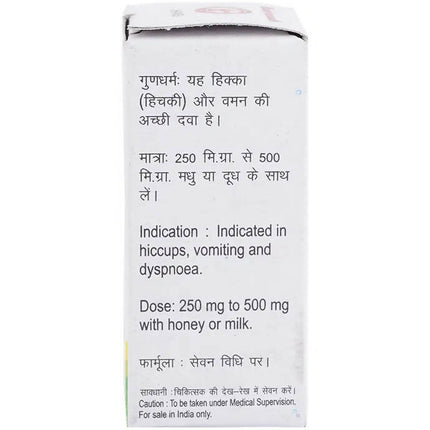 गुणधर्मः यह हिक्का
(हिचकी) और वमन की
अच्छी दवा है।
मात्राः 250 मि.ग्रा. से 500
मि.ग्रा. मधु या दूध के साथ
लें।
Indication : Indicated in
hiccups, vomiting and
dyspnoea.
Dose: 250 mg to 500 mg
with honey or milk.
फार्मूला : सेवन विधि पर।
सावधानी : चिकित्सक की देख-रेख में सेवन करें।
Caution : To be taken under Medical Supervision.
For sale in India only.